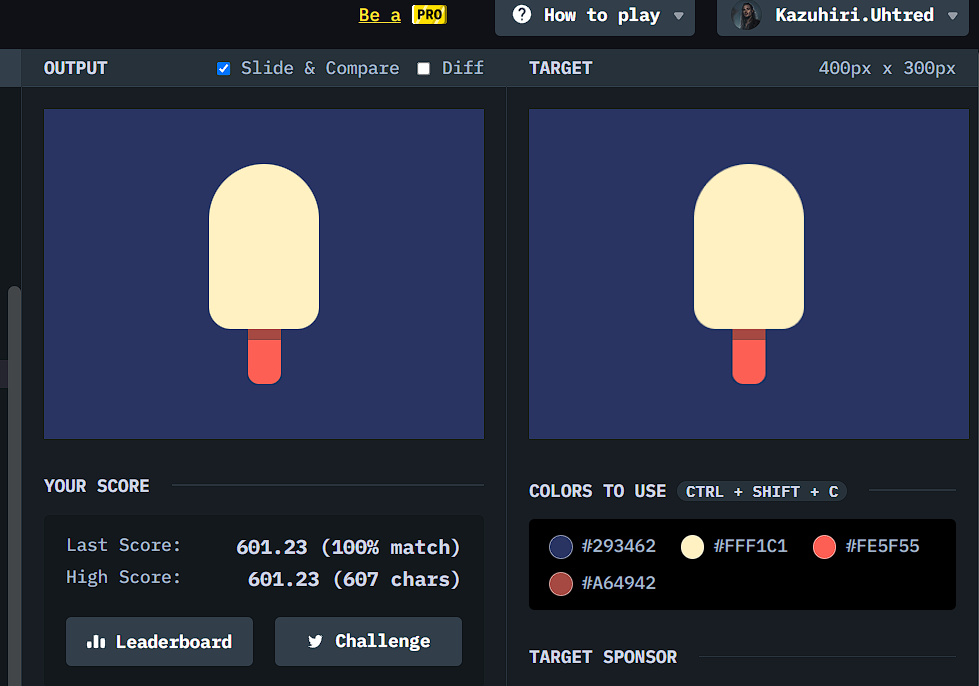 Be a PRO
? How to play
Kazuhiri.Uhtred
OUTPUT
Slide & Compare
Diff
TARGET
400px x 300px
YOUR SCORE
Last Score: 601.23 (100% match)
High Score: 601.23 (607 chars)
Leaderboard
Challenge
COLORS TO USE CTRL + SHIFT + C
#293462
#FFF1C1
#FE5F55
#A64942
TARGET SPONSOR